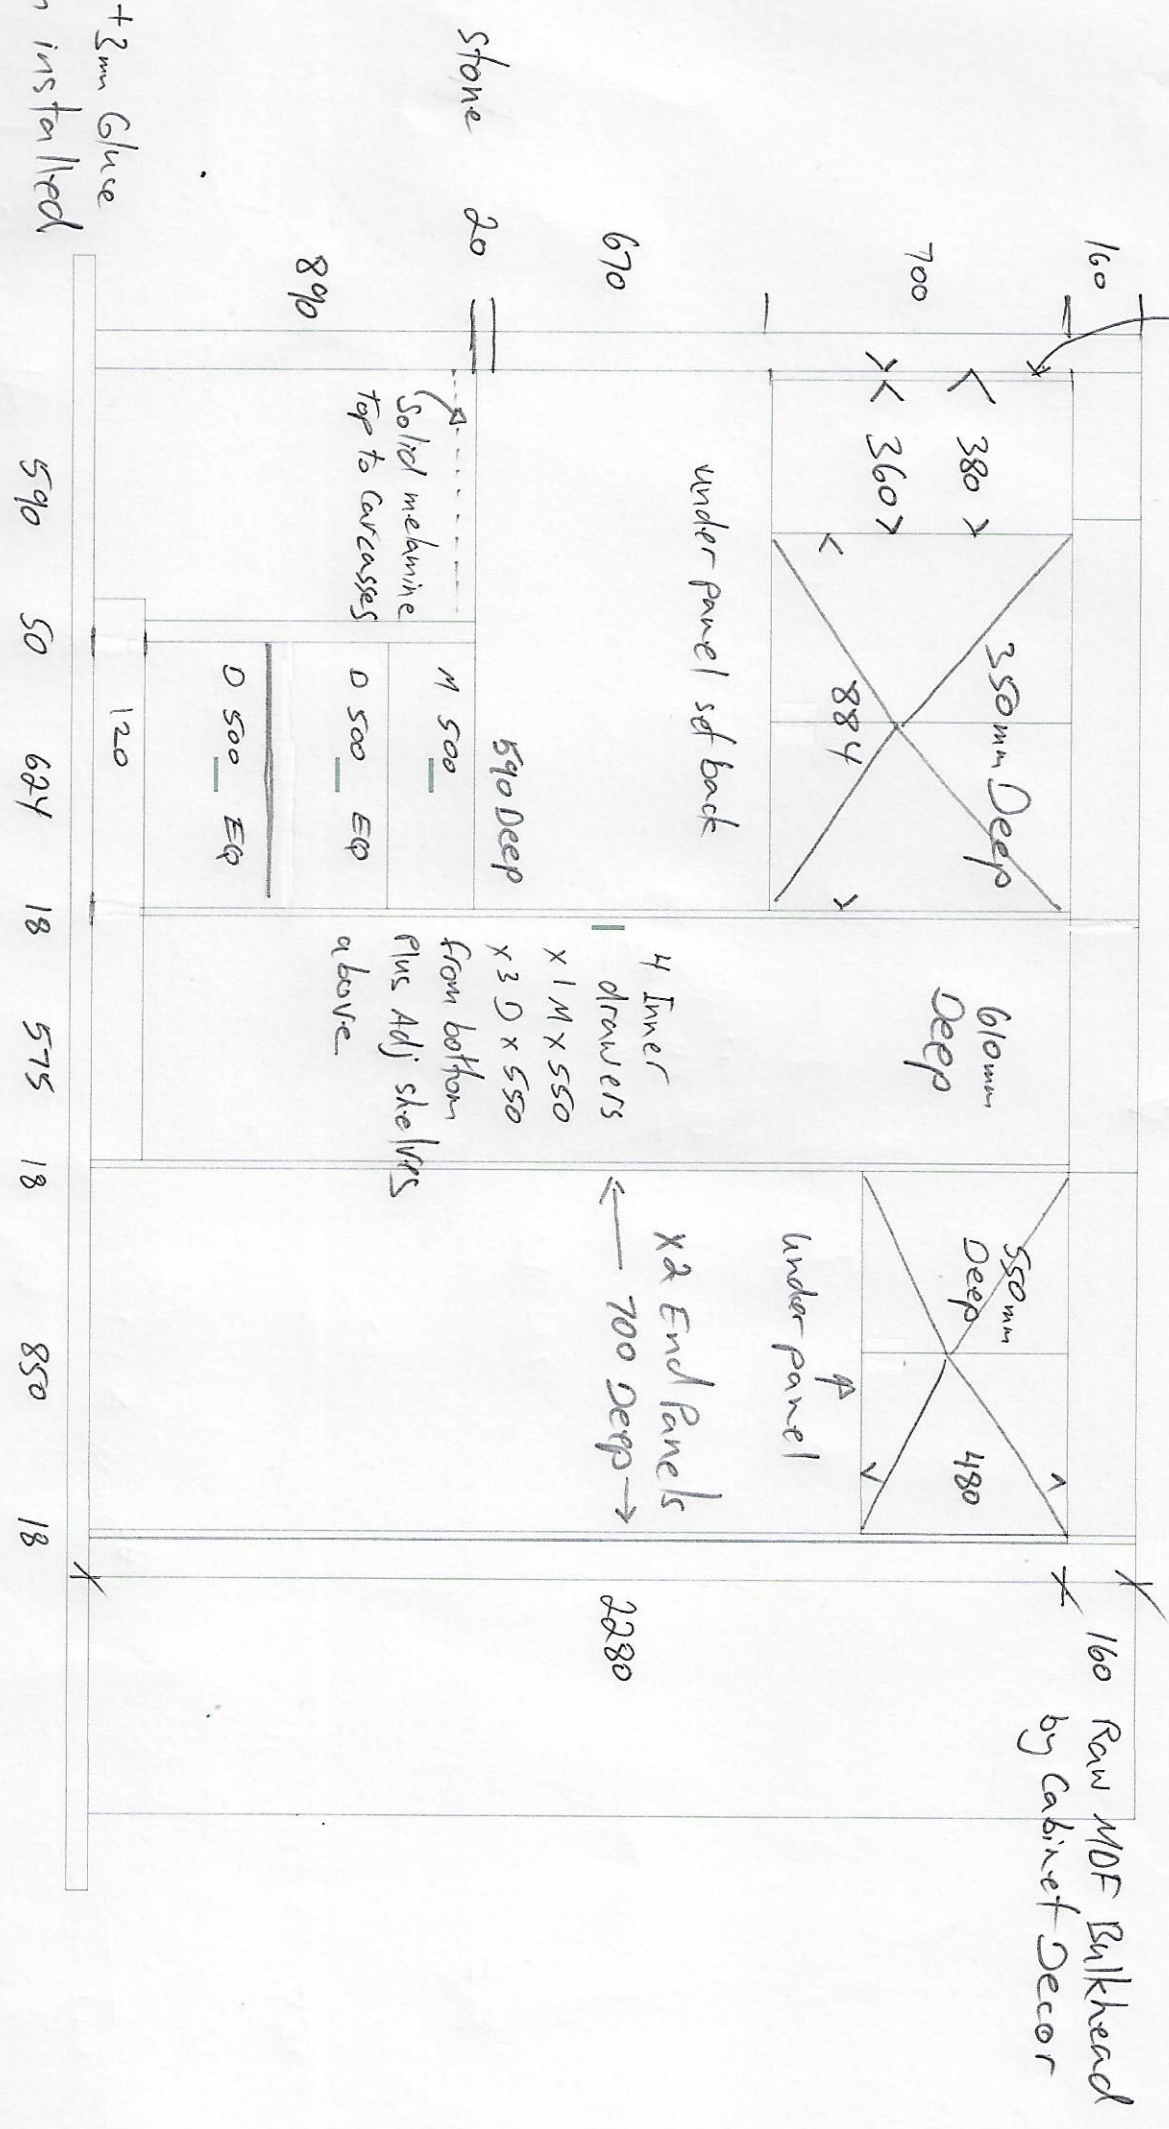 160 Raw MDF Bulkhead
by Cabinet Decor
160
700
670
20
stone
890
< 380 >
< 360 >
350mm Deep
884
under panel set back
610mm
Deep
550mm
Deep
480
under panel
x2 End Panels
← 700 Deep →
2280
4 Inner
drawers
x 1 M x 550
x 3 D x 550
from bottom
plus Adj shelves
above
590 Deep
Solid melamine
top to carcasses
M 500
D 500 EQ
D 500 EQ
120
+3mm
installed
590 50 624 18 575 18 850 18